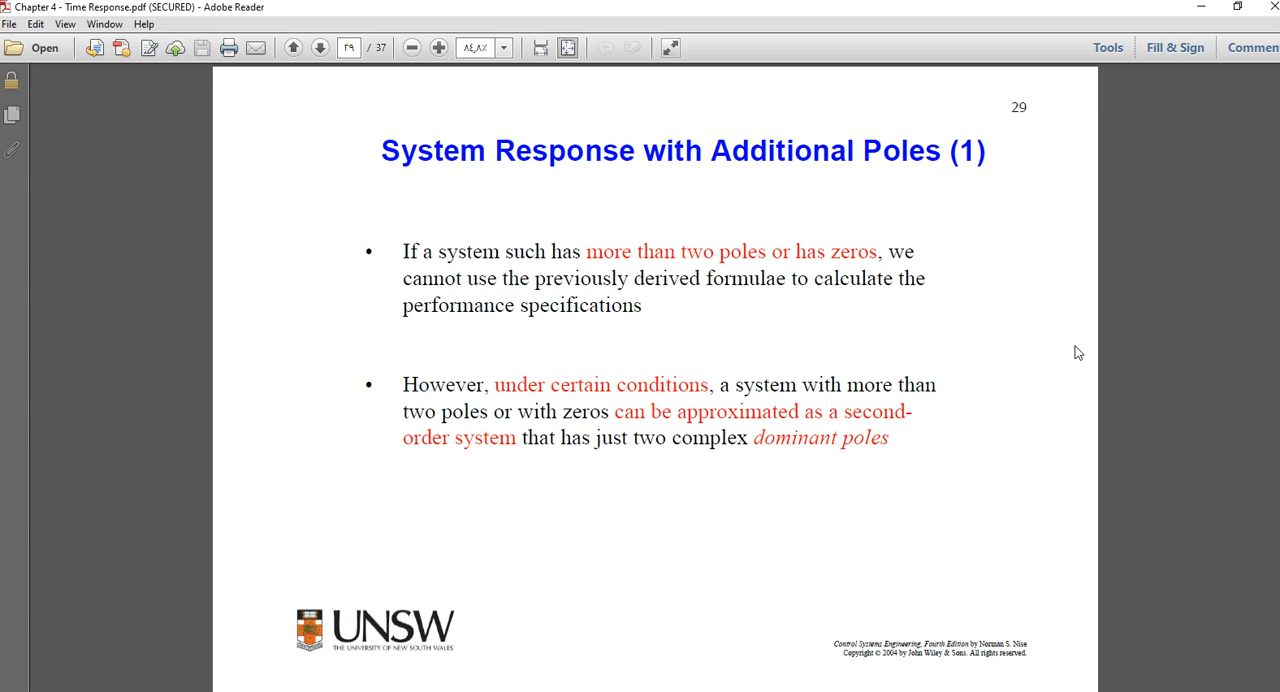 Chapter 4 - Time Response.pdf (SECURED) - Adobe Reader
File Edit View Window Help
Open ٢٩ / 37 ٨٤,٨٪ Tools Fill & Sign Commen
29
System Response with Additional Poles (1)
• If a system such has more than two poles or has zeros, we
cannot use the previously derived formulae to calculate the
performance specifications
• However, under certain conditions, a system with more than
two poles or with zeros can be approximated as a second-
order system that has just two complex dominant poles
UNSW
THE UNIVERSITY OF NEW SOUTH WALES
Control Systems Engineering, Fourth Edition by Norman S. Nise
Copyright © 2004 by John Wiley & Sons. All rights reserved.